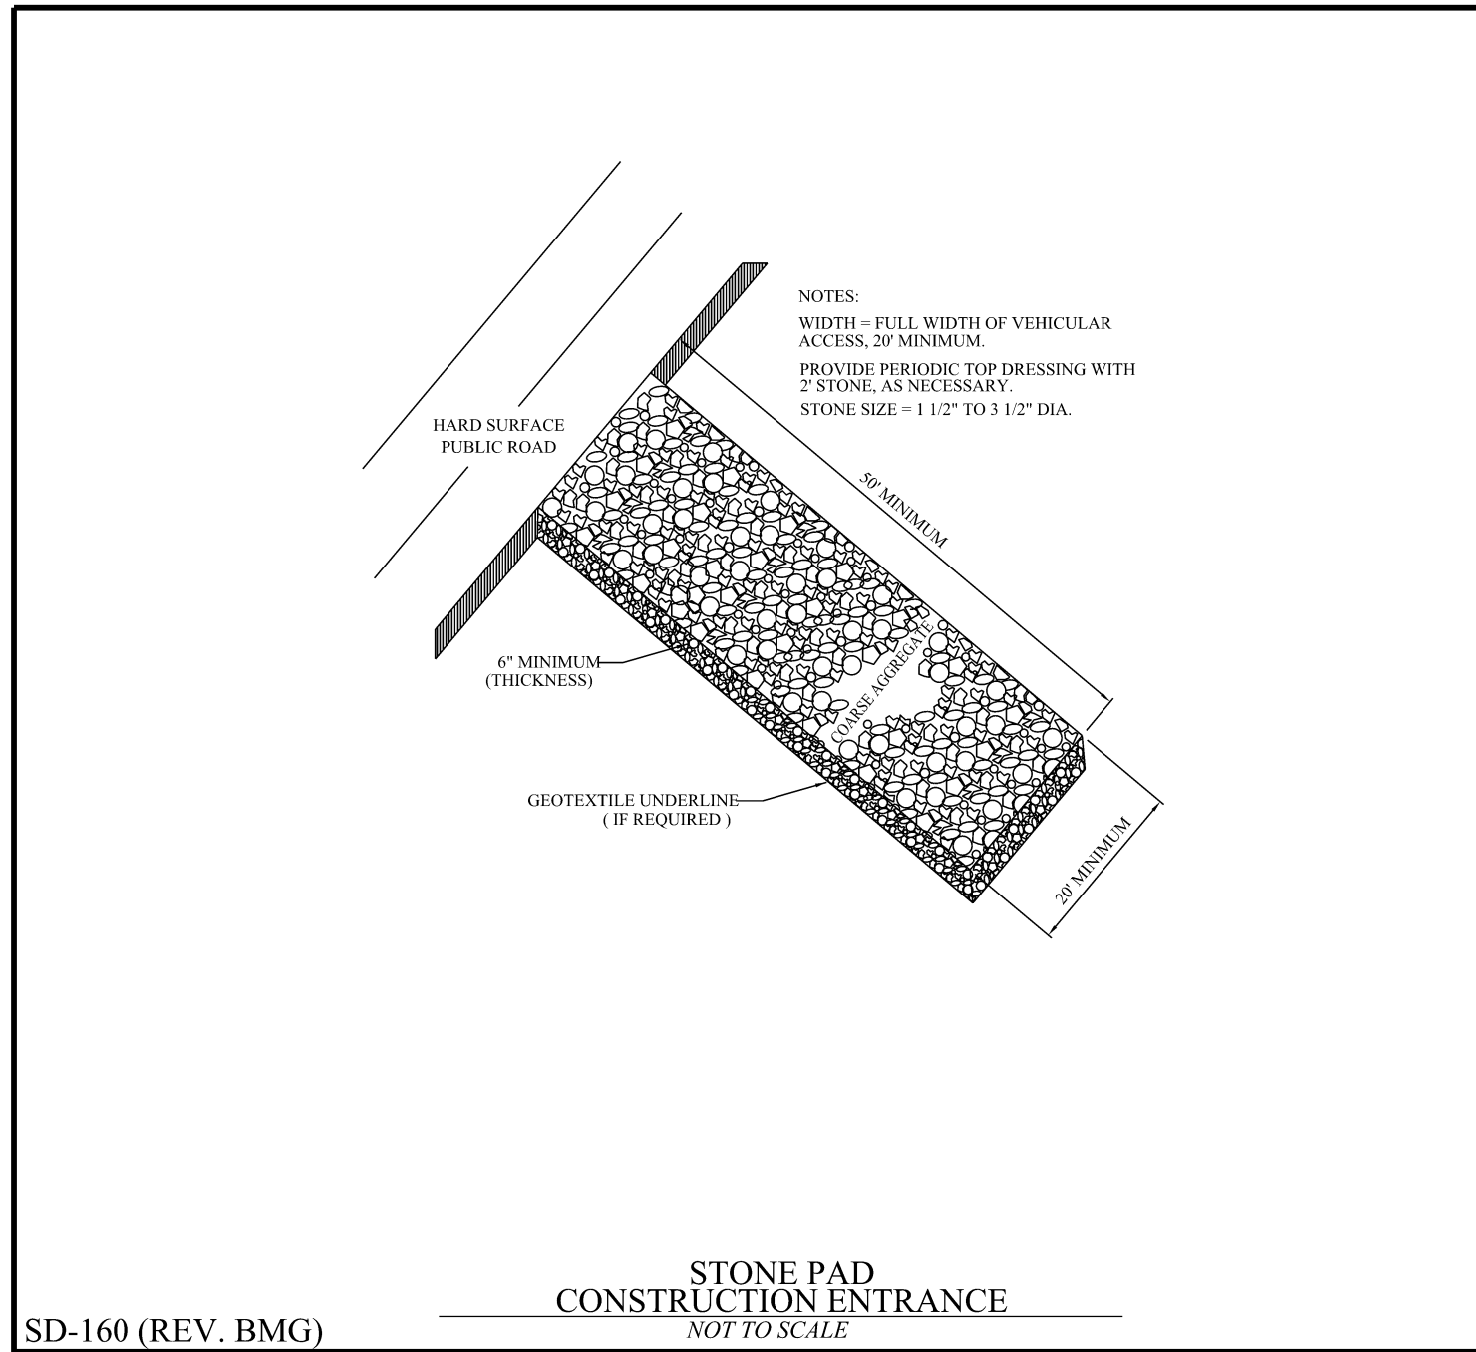 NOTES:
WIDTH = FULL WIDTH OF VEHICULAR
ACCESS, 20' MINIMUM.
PROVIDE PERIODIC TOP DRESSING WITH
2' STONE, AS NECESSARY.
STONE SIZE = 1 1/2" TO 3 1/2" DIA.
HARD SURFACE
PUBLIC ROAD
50' MINIMUM
6" MINIMUM
(THICKNESS)
COARSE AGGREGATE
GEOTEXTILE UNDERLINE
( IF REQUIRED )
20' MINIMUM
STONE PAD
CONSTRUCTION ENTRANCE
NOT TO SCALE
SD-160 (REV. BMG)